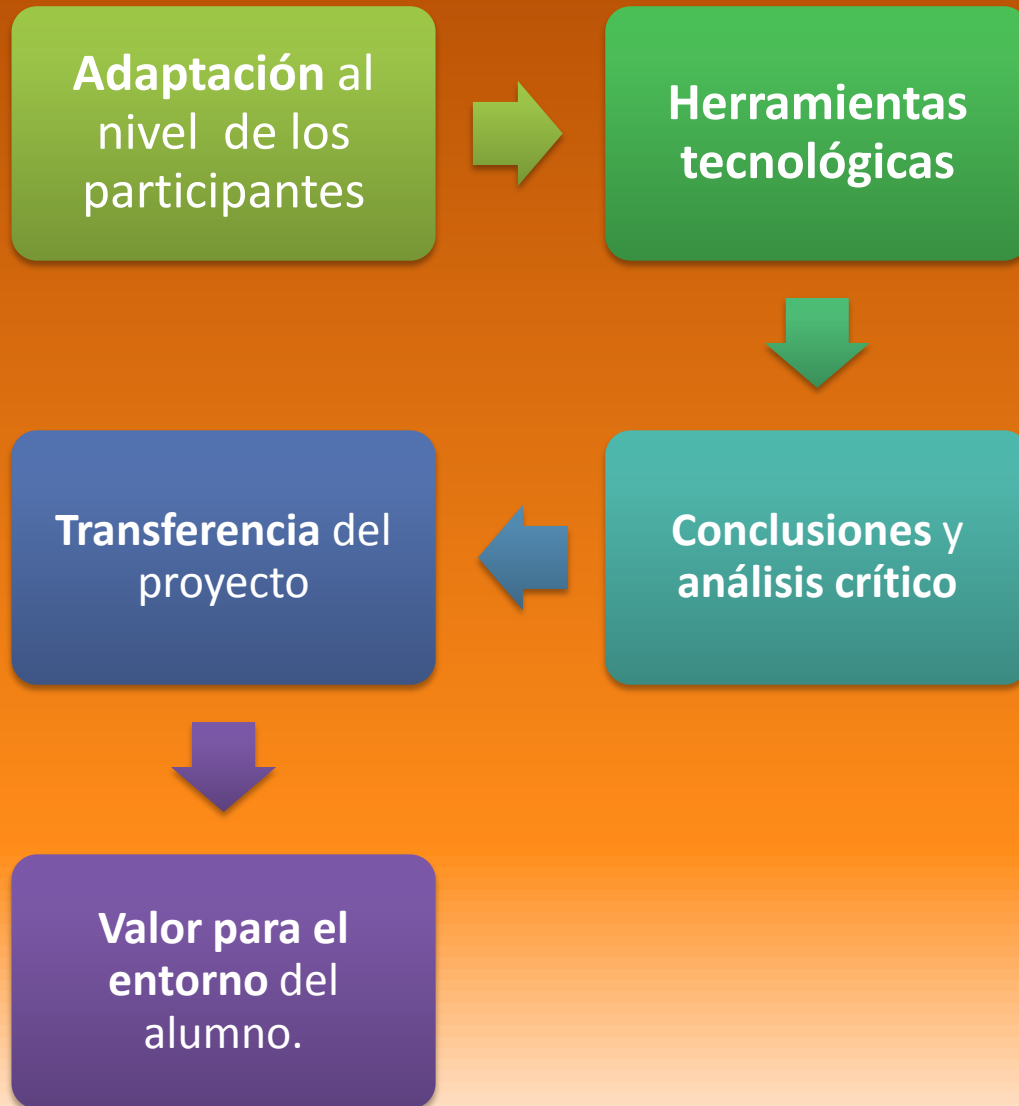 Adaptación al
nivel de los
participantes
Herramientas
tecnológicas
Conclusiones y
análisis crítico
Transferencia del
proyecto
Valor para el
entorno del
alumno.